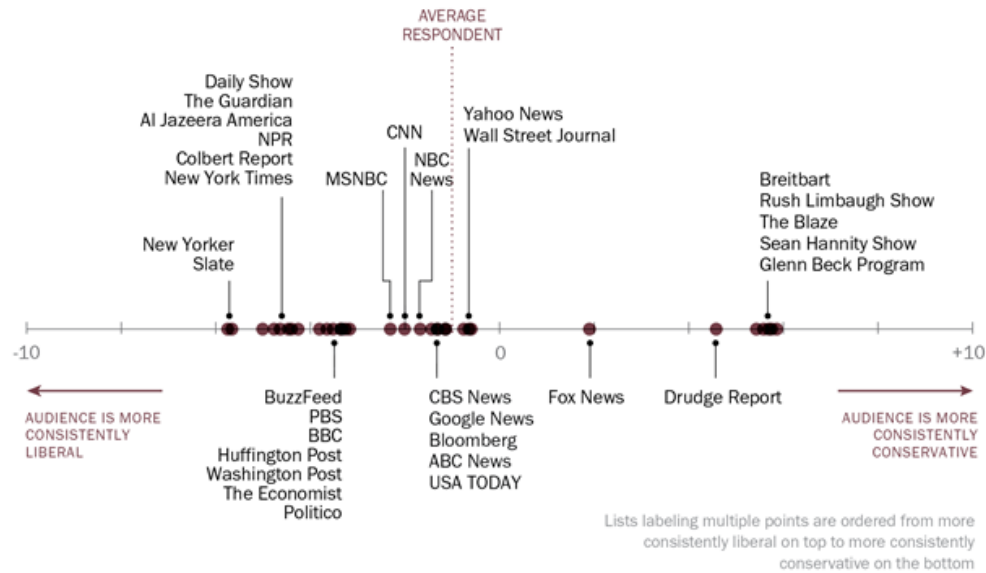 AVERAGE
RESPONDENT
Daily Show
The Guardian
Al Jazeera America
NPR
Colbert Report
New York Times
New Yorker
Slate
MSNBC
CNN
NBC
News
Yahoo News
Wall Street Journal
Breitbart
Rush Limbaugh Show
The Blaze
Sean Hannity Show
Glenn Beck Program
-10
0
+10
AUDIENCE IS MORE
CONSISTENTLY
LIBERAL
BuzzFeed
PBS
BBC
Huffington Post
Washington Post
The Economist
Politico
CBS News
Google News
Bloomberg
ABC News
USA TODAY
Fox News
Drudge Report
AUDIENCE IS MORE
CONSISTENTLY
CONSERVATIVE
Lists labeling multiple points are ordered from more
consistently liberal on top to more consistently
conservative on the bottom